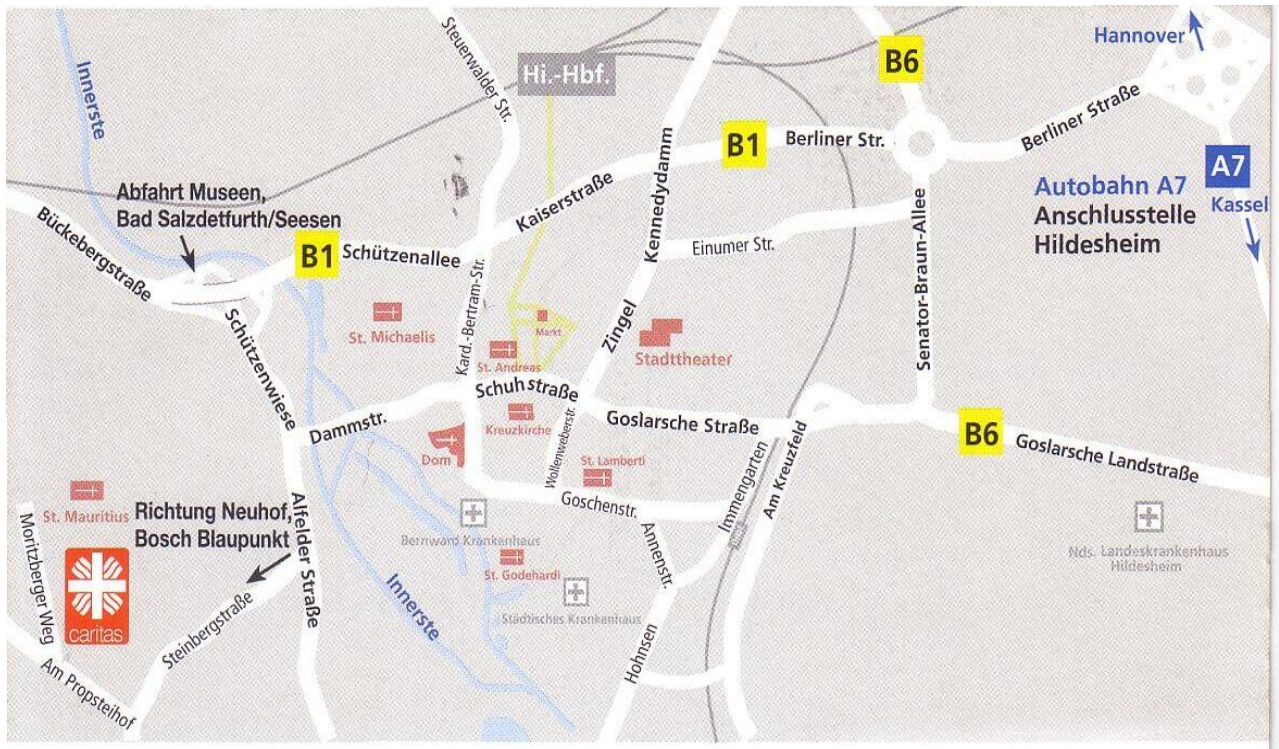 Steuerwalder Str.
Hi.-Hbf.
B6
Hannover
Innerste
Kennedydamm
B1
Berliner Str.
Berliner Straße
Abfahrt Museen,
Bad Salzdetfurth/Seesen
Kaiserstraße
Autobahn A7
Anschlusstelle
Hildesheim
A7
Kassel
Bückebergstraße
B1
Schützenallee
Einumer Str.
Senator-Braun-Allee
Kard.-Bertram-Str.
St. Michaelis
Markt
Zingel
Stadttheater
St. Andreas
Schützenwiese
Schuhstraße
Dammstr.
Kreuzkirche
Goslarsche Straße
B6
Goslarsche Landstraße
Dom
Wollenweberstr.
St. Lamberti
Immengarten
Am Kreuzfeld
St. Mauritius
Richtung Neuhof,
Bosch Blaupunkt
Alfelder Straße
Goschenstr.
Bernward Krankenhaus
Annenstr.
Nds. Landeskrankenhaus
Hildesheim
Moritzberger Weg
caritas
St. Godehardi
Städtisches Krankenhaus
Innerste
Steinbergstraße
Hohnsen
Am Propsteihof